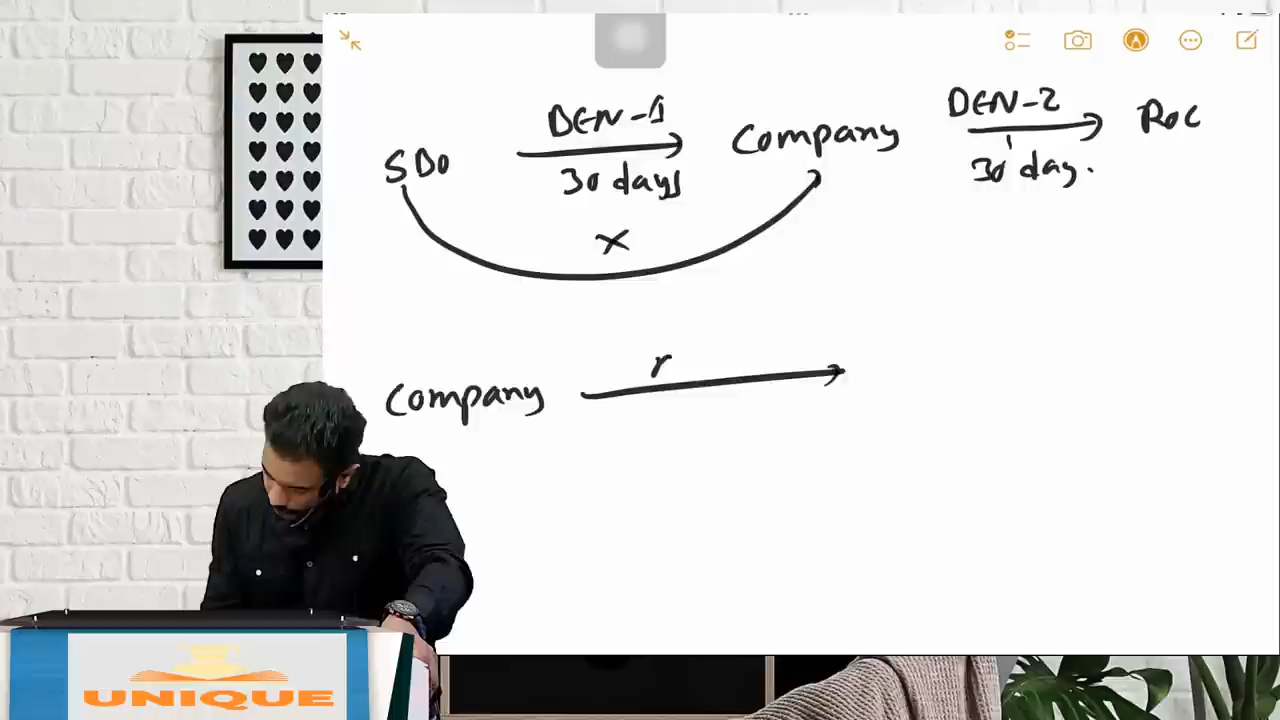 DEN-1
DEN-2
SBO → Company → ROC
30 days
30 day.
×
Company → r
UNIQUE